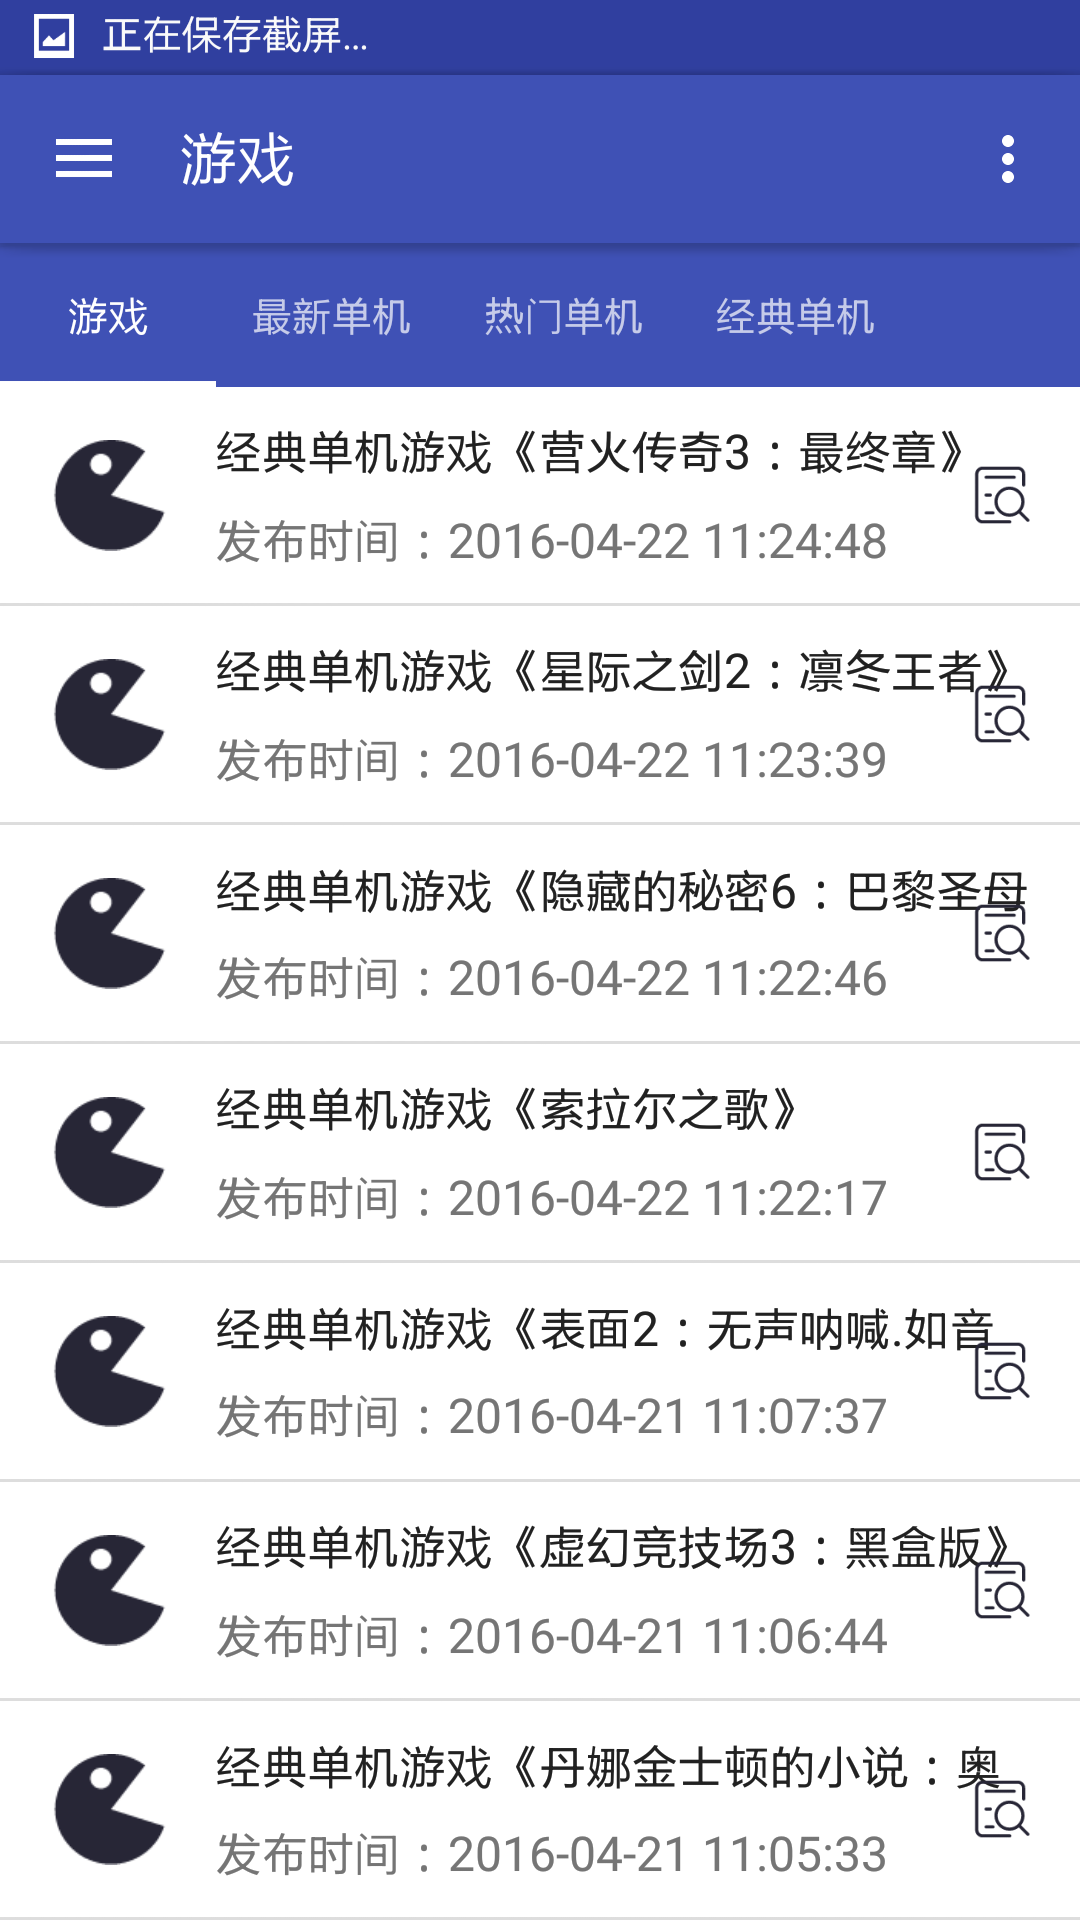 正在保存截屏...
游戏
游戏 最新单机 热门单机 经典单机
经典单机游戏《营火传奇3：最终章》
发布时间：2016-04-22 11:24:48
经典单机游戏《星际之剑2：凛冬王者》
发布时间：2016-04-22 11:23:39
经典单机游戏《隐藏的秘密6：巴黎圣母
发布时间：2016-04-22 11:22:46
经典单机游戏《索拉尔之歌》
发布时间：2016-04-22 11:22:17
经典单机游戏《表面2：无声呐喊.如音
发布时间：2016-04-21 11:07:37
经典单机游戏《虚幻竞技场3：黑盒版》
发布时间：2016-04-21 11:06:44
经典单机游戏《丹娜金士顿的小说：奥
发布时间：2016-04-21 11:05:33